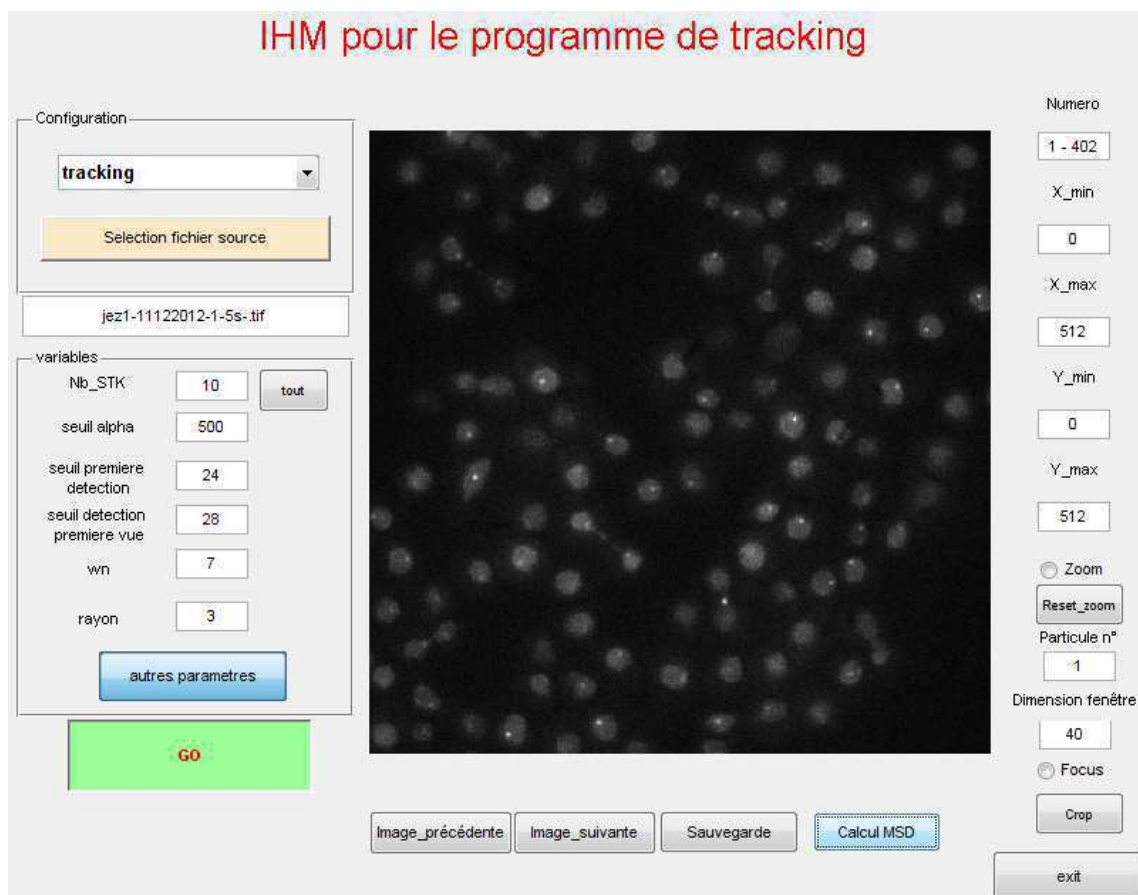 IHM pour le programme de tracking
Configuration
tracking
Selection fichier source
jez1-11122012-1-5s-.tif
variables
Nb_STK
10
tout
seuil alpha
500
seuil premiere
detection
24
seuil detection
premiere vue
28
wn
7
rayon
3
autres parametres
GO
Image_précédente
Image_suivante
Sauvegarde
Calcul MSD
Numero
1 - 402
X_min
0
X_max
512
Y_min
0
Y_max
512
Zoom
Reset_zoom
Particule n°
1
Dimension fenêtre
40
Focus
Crop
exit